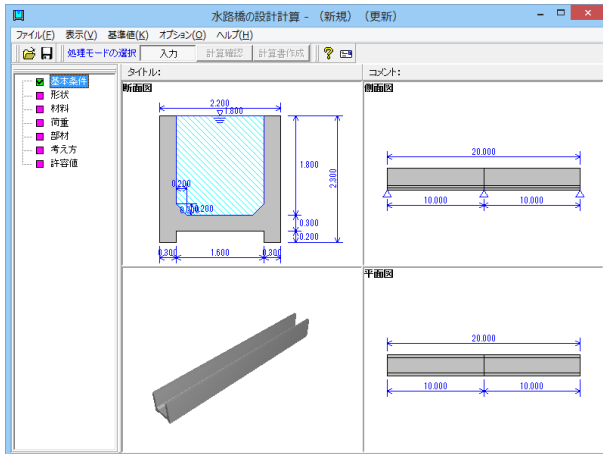 水路橋の設計計算 - （新規）（更新）
ファイル(F) 表示(V) 基準値(K) オプション(O) ヘルプ(H)
処理モードの選択 入力 計算確認 計算書作成
基本条件
形状
材料
荷重
部材
考え方
許容値
タイトル:
コメント:
断面図
2.200
1.800
1.800
2.300
0.200
0.200
0.300
0.200
0.300
1.600
0.300
側面図
20.000
10.000
10.000
平面図
20.000
10.000
10.000